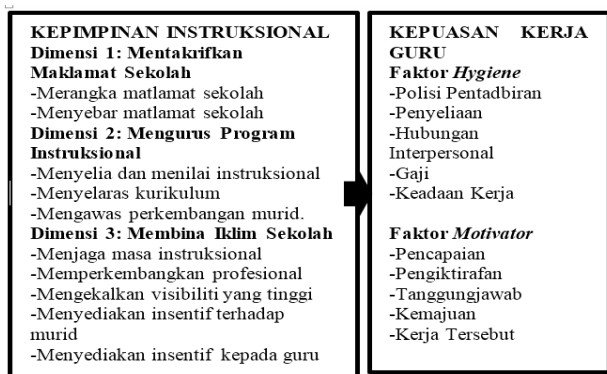 KEPIMPINAN INSTRUKSIONAL
Dimensi 1: Mentakrifkan
Maklamat Sekolah
-Merangka matlamat sekolah
-Menyebar matlamat sekolah
Dimensi 2: Mengurus Program
Instruksional
-Menyelia dan menilai instruksional
-Menyelaras kurikulum
-Mengawas perkembangan murid.
Dimensi 3: Membina Iklim Sekolah
-Menjaga masa instruksional
-Memperkembangkan profesional
-Mengekalkan visibiliti yang tinggi
-Menyediakan insentif terhadap
murid
-Menyediakan insentif kepada guru
KEPUASAN KERJA
GURU
Faktor Hygiene
-Polisi Pentadbiran
-Penyeliaan
-Hubungan
Interpersonal
-Gaji
-Keadaan Kerja
Faktor Motivator
-Pencapaian
-Pengiktirafan
-Tanggungjawab
-Kemajuan
-Kerja Tersebut